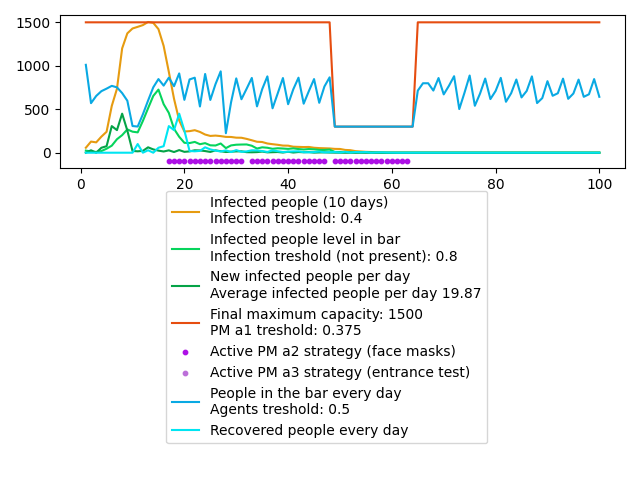 1500
1000
500
0
0 20 40 60 80 100
Infected people (10 days)
Infection treshold: 0.4
Infected people level in bar
Infection treshold (not present): 0.8
New infected people per day
Average infected people per day 19.87
Final maximum capacity: 1500
PM a1 treshold: 0.375
Active PM a2 strategy (face masks)
Active PM a3 strategy (entrance test)
People in the bar every day
Agents treshold: 0.5
Recovered people every day